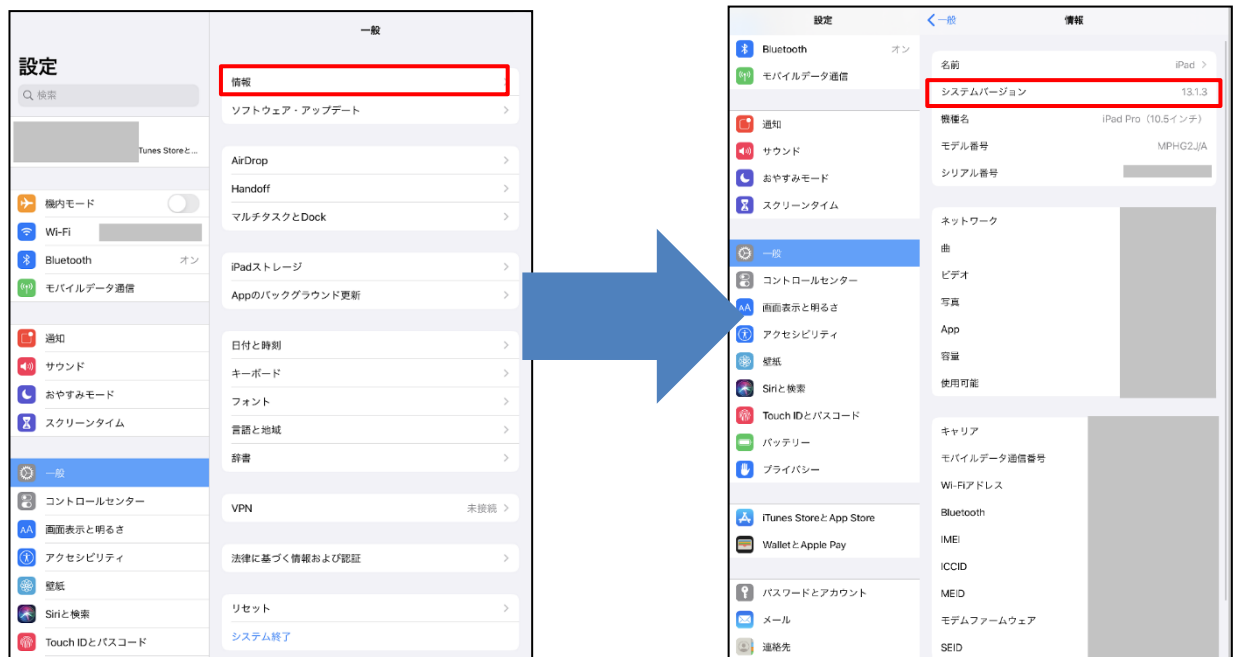 一般
設定
検索
Tunes Storeと...
機内モード
Wi-Fi
Bluetooth オン
モバイルデータ通信
通知
サウンド
おやすみモード
スクリーンタイム
一般
コントロールセンター
画面表示と明るさ
アクセシビリティ
壁紙
Siriと検索
Touch IDとパスコード
情報
ソフトウェア・アップデート
AirDrop
Handoff
マルチタスクとDock
iPadストレージ
Appのバックグラウンド更新
日付と時刻
キーボード
フォント
言語と地域
辞書
VPN 未接続
法律に基づく情報および認証
リセット
システム終了
設定
Bluetooth オン
モバイルデータ通信
通知
サウンド
おやすみモード
スクリーンタイム
一般
コントロールセンター
画面表示と明るさ
アクセシビリティ
壁紙
Siriと検索
Touch IDとパスコード
バッテリー
プライバシー
iTunes StoreとApp Store
WalletとApple Pay
パスワードとアカウント
メール
連絡先
一般 情報
名前 iPad
システムバージョン 13.1.3
機種名 iPad Pro（10.5インチ）
モデル番号 MPHG2J/A
シリアル番号
ネットワーク
曲
ビデオ
写真
App
容量
使用可能
キャリア
モバイルデータ通信番号
Wi-Fiアドレス
Bluetooth
IMEI
ICCID
MEID
モデムファームウェア
SEID